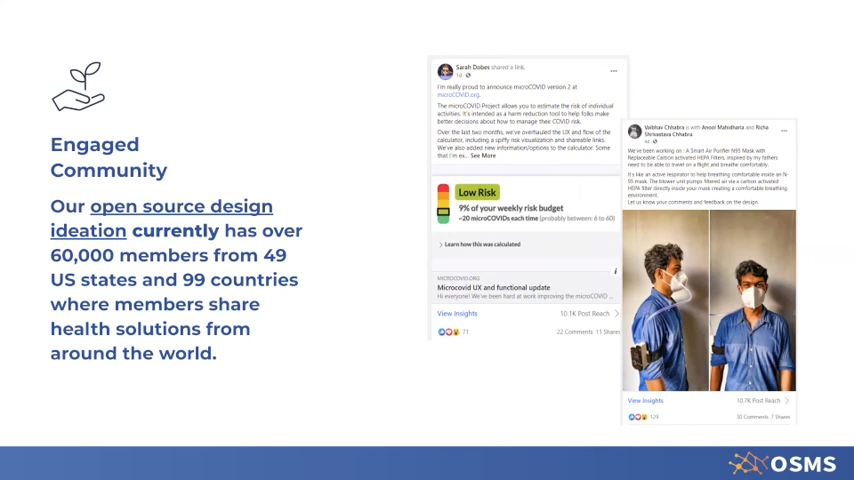 Engaged
Community
Our open source design
ideation currently has over
60,000 members from 49
US states and 99 countries
where members share
health solutions from
around the world.
Sarah Dobes shared a link.
I'm really proud to announce microCOVID version 2 at
microCOVID.org.
The microCOVID Project allows you to estimate the risk of individual
activities. It's intended as a harm reduction tool to help folks make
better decisions about how to manage their COVID risk.
Over the last two months, we've overhauled the UX and flow of the
calculator, including a spiffy risk visualization and shareable links.
We've also added new information/options to the calculator. Some
that I'm ex... See More
Low Risk
9% of your weekly risk budget
~20 microCOVIDs each time (probably between: 6 to 60)
Learn how this was calculated
MICROCOVID.ORG
Microcovid UX and functional update
Hi everyone! We've been hard at work improving the microCOVID ...
View Insights
10.1K Post Reach
71
22 Comments 11 Shares
Vaibhav Chhabra is with Aneel Mahidharia and Richa
Shrivastava Chhabra
We've been working on : A Smart Air Purifier N95 Mask with
Replaceable Carbon activated HEPA Filters, inspired by my fathers
need to be able to travel on a flight and breathe comfortably.
It's like an active respirator to help breathing comfortable inside an N-
95 mask. The blower unit pumps filtered air via a carbon activated
HEPA filter directly inside your mask creating a comfortable breathing
environment.
Let us know your comments and feedback on the design.
View Insights
10.7K Post Reach
129
30 Comments 7 Shares
OSMS